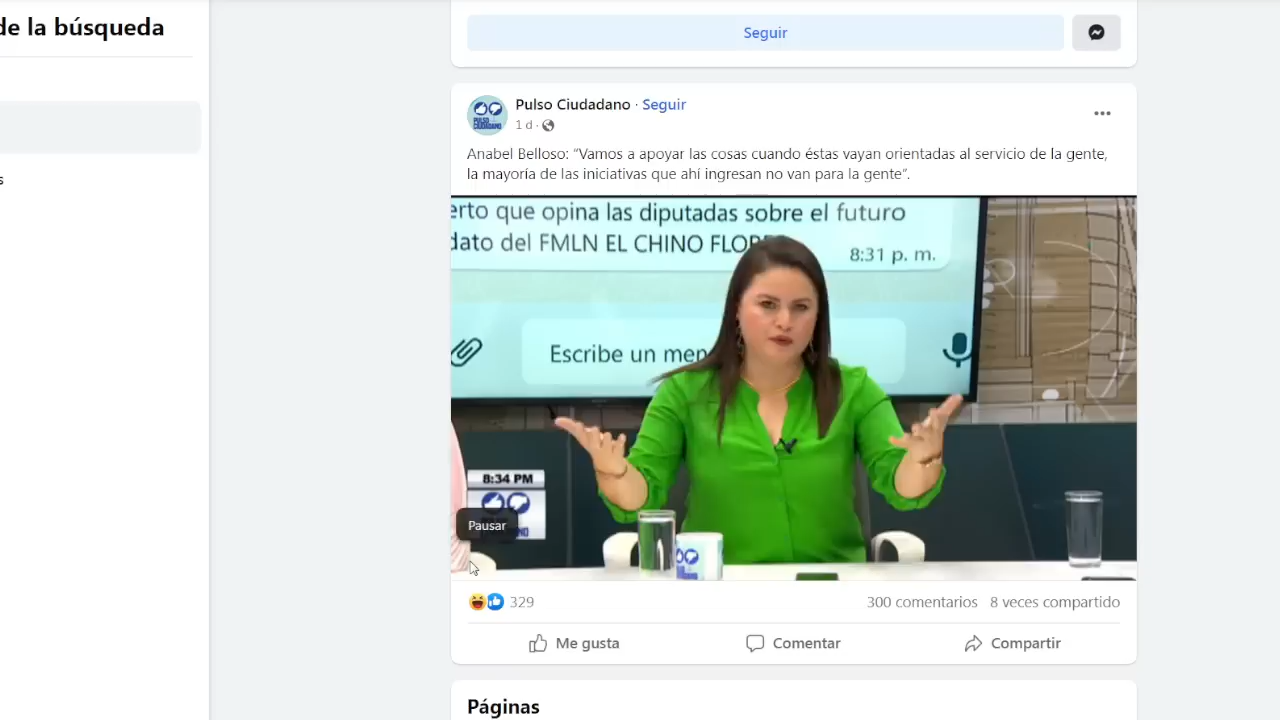 de la búsqueda
Seguir
Pulso Ciudadano · Seguir
1 d ·
Anabel Belloso: “Vamos a apoyar las cosas cuando éstas vayan orientadas al servicio de la gente,
la mayoría de las iniciativas que ahí ingresan no van para la gente”.
erto que opina las diputadas sobre el futuro
dato del FMLN EL CHINO FLORE
8:31 p. m.
Escribe un men
8:34 PM
Pausar
329
300 comentarios
8 veces compartido
Me gusta
Comentar
Compartir
Páginas